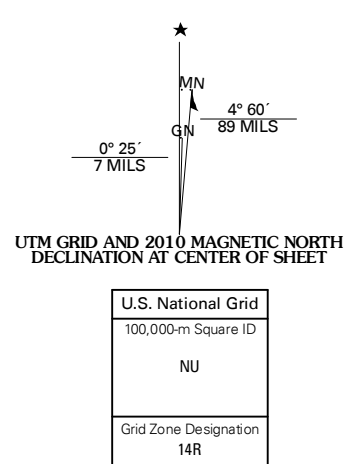 ★
MN
GN
4° 60´
89 MILS
0° 25´
7 MILS
UTM GRID AND 2010 MAGNETIC NORTH
DECLINATION AT CENTER OF SHEET
U.S. National Grid
100,000-m Square ID
NU
Grid Zone Designation
14R